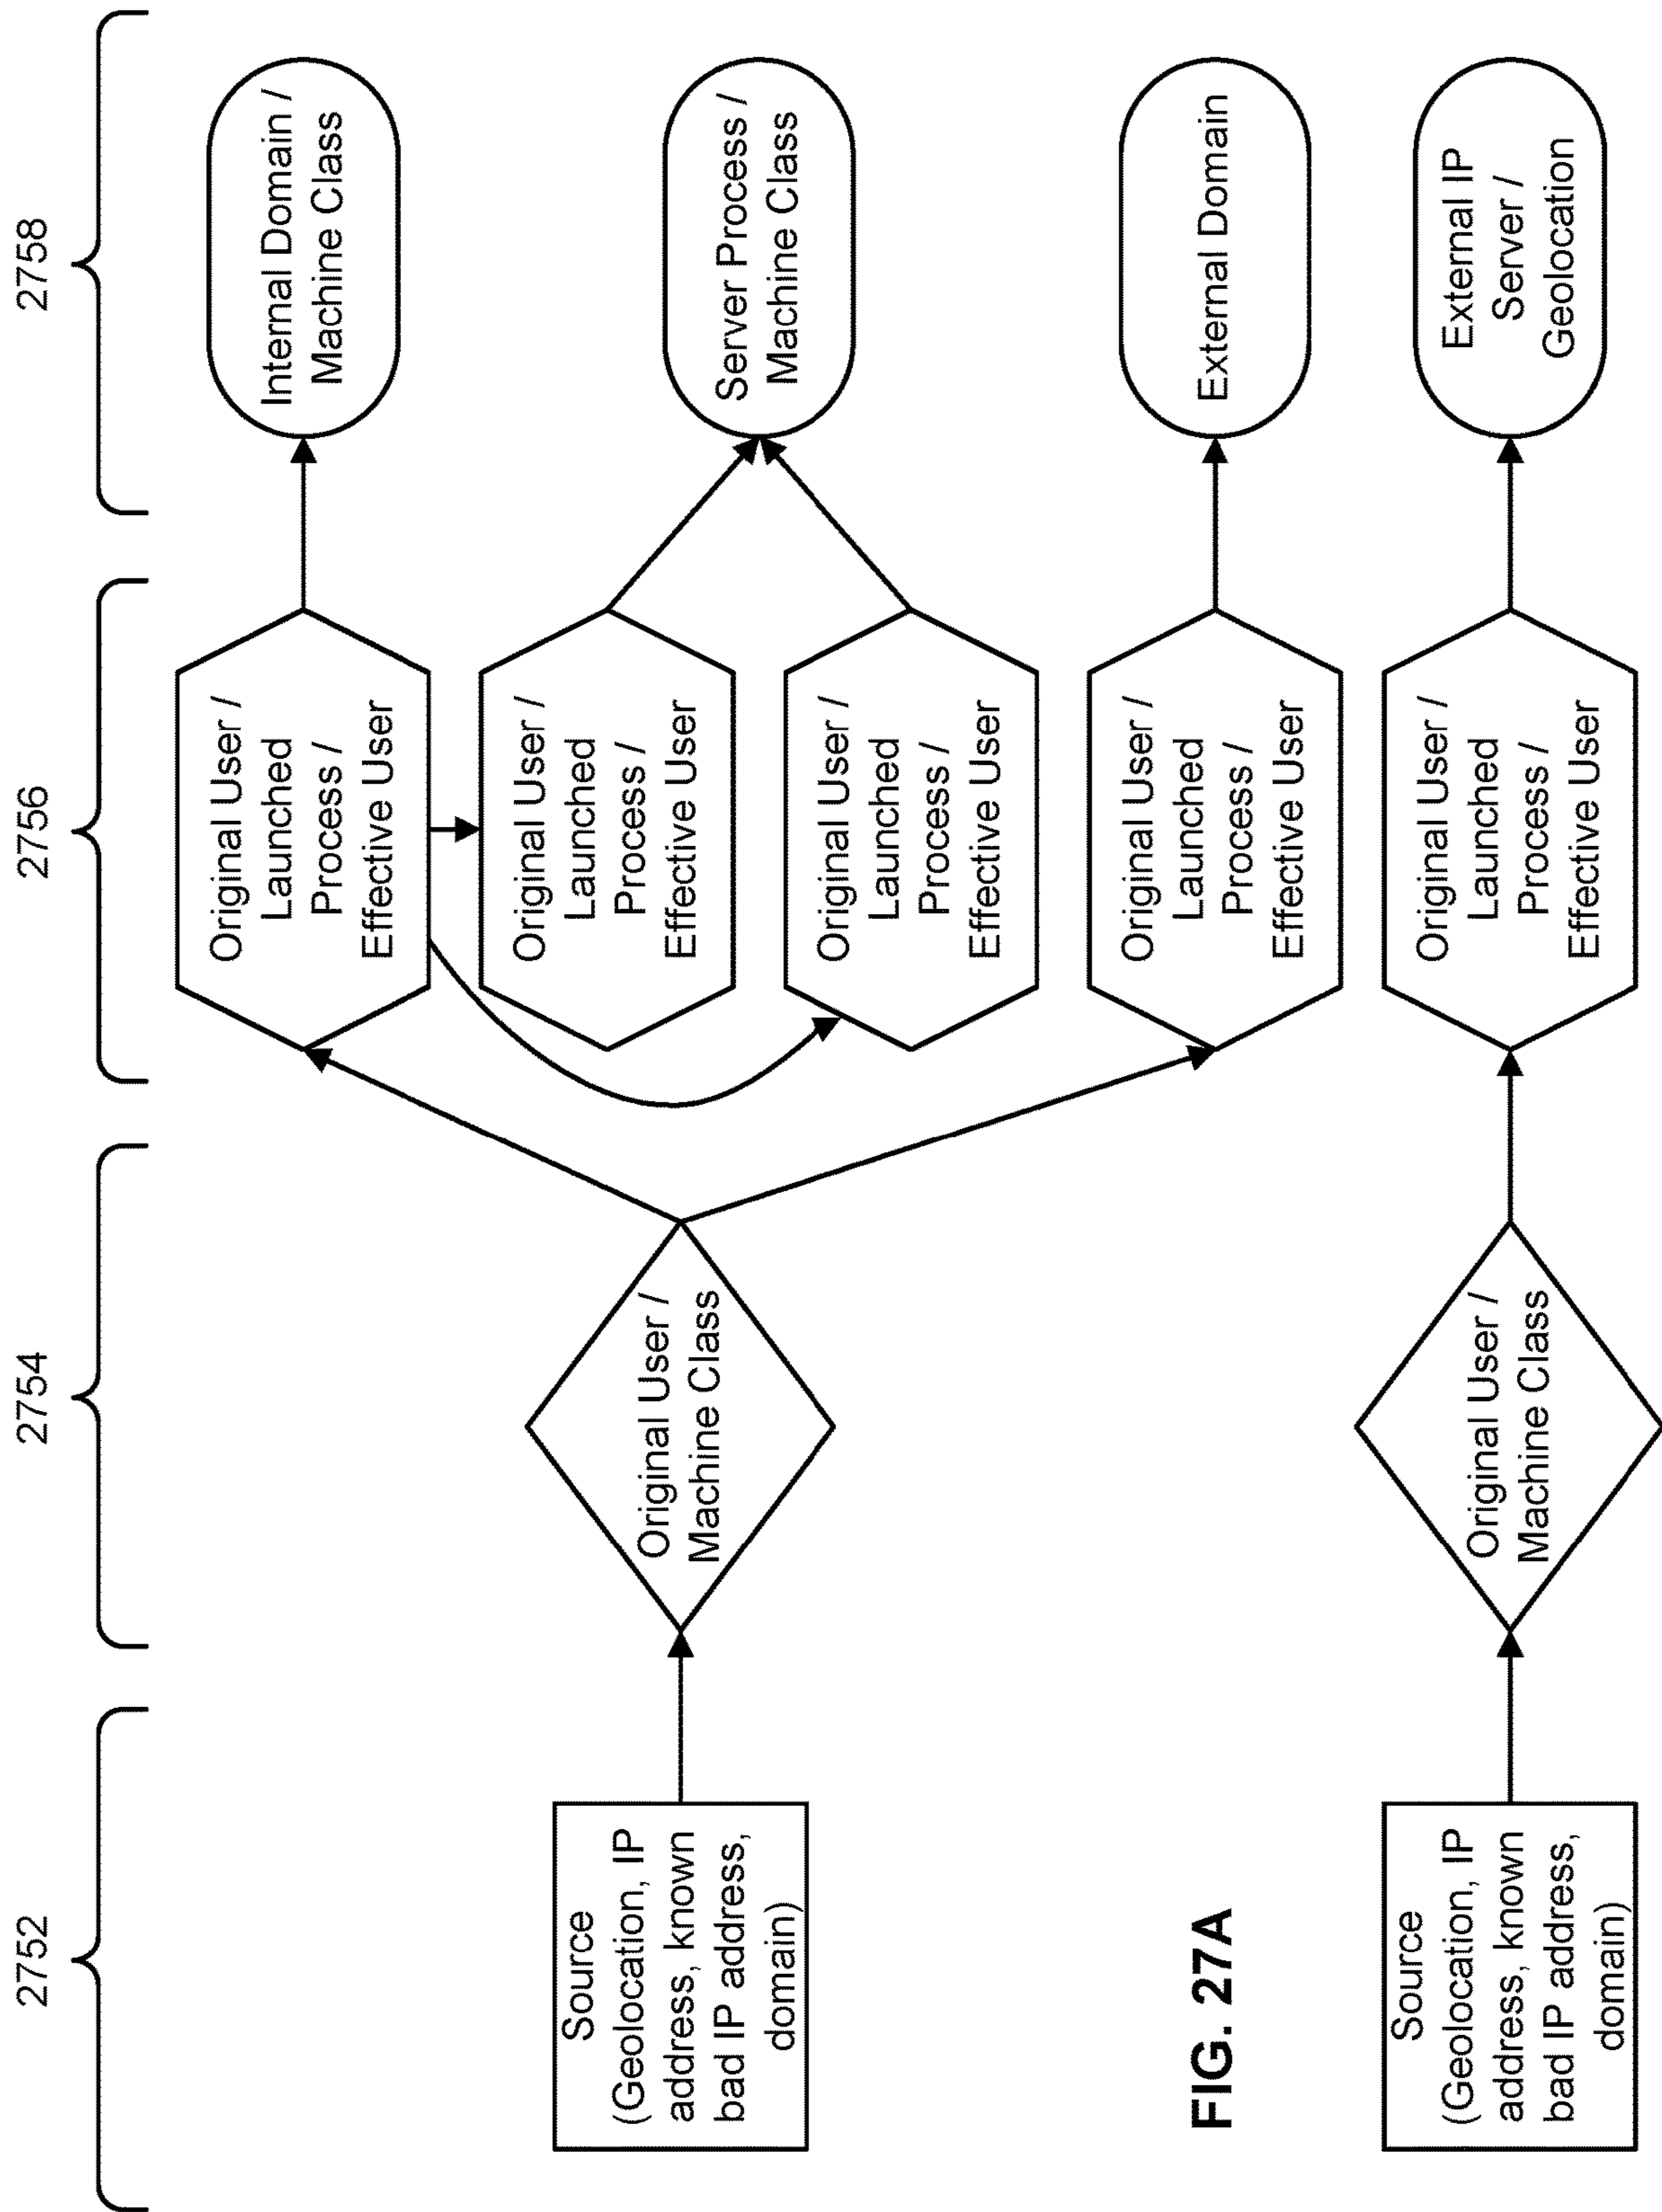 2752
2754
2756
2758
Source
(Geolocation, IP
address, known
bad IP address,
domain)
Original User /
Machine Class
Original User /
Launched
Process /
Effective User
Internal Domain /
Machine Class
Original User /
Launched
Process /
Effective User
Server Process /
Machine Class
Original User /
Launched
Process /
Effective User
Original User /
Launched
Process /
Effective User
External Domain
FIG. 27A
Source
(Geolocation, IP
address, known
bad IP address,
domain)
Original User /
Machine Class
Original User /
Launched
Process /
Effective User
External IP
Server /
Geolocation